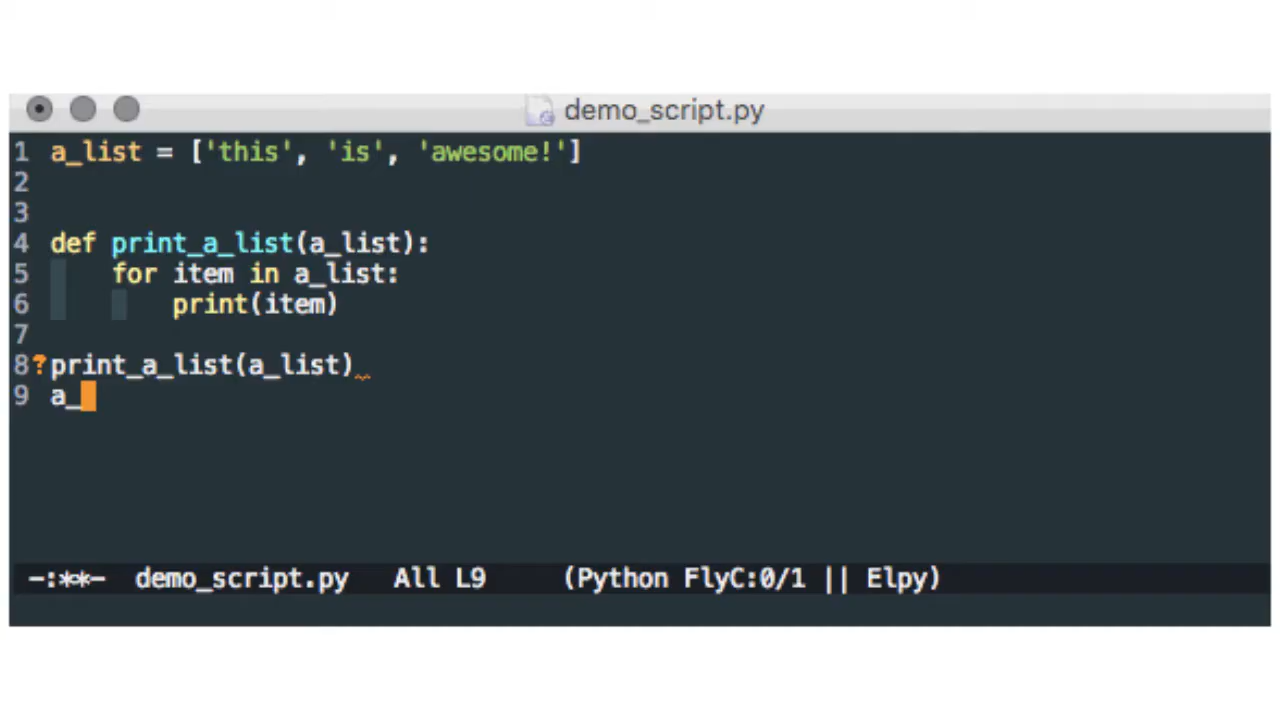 demo_script.py
1 a_list = ['this', 'is', 'awesome!']
2
3
4 def print_a_list(a_list):
5     for item in a_list:
6         print(item)
7
8?print_a_list(a_list)
9 a_
-:**-  demo_script.py   All L9     (Python FlyC:0/1 || Elpy)